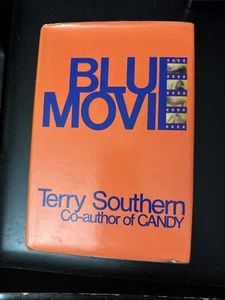 BLUE
MOVIE
Terry Southern
Co-author of CANDY